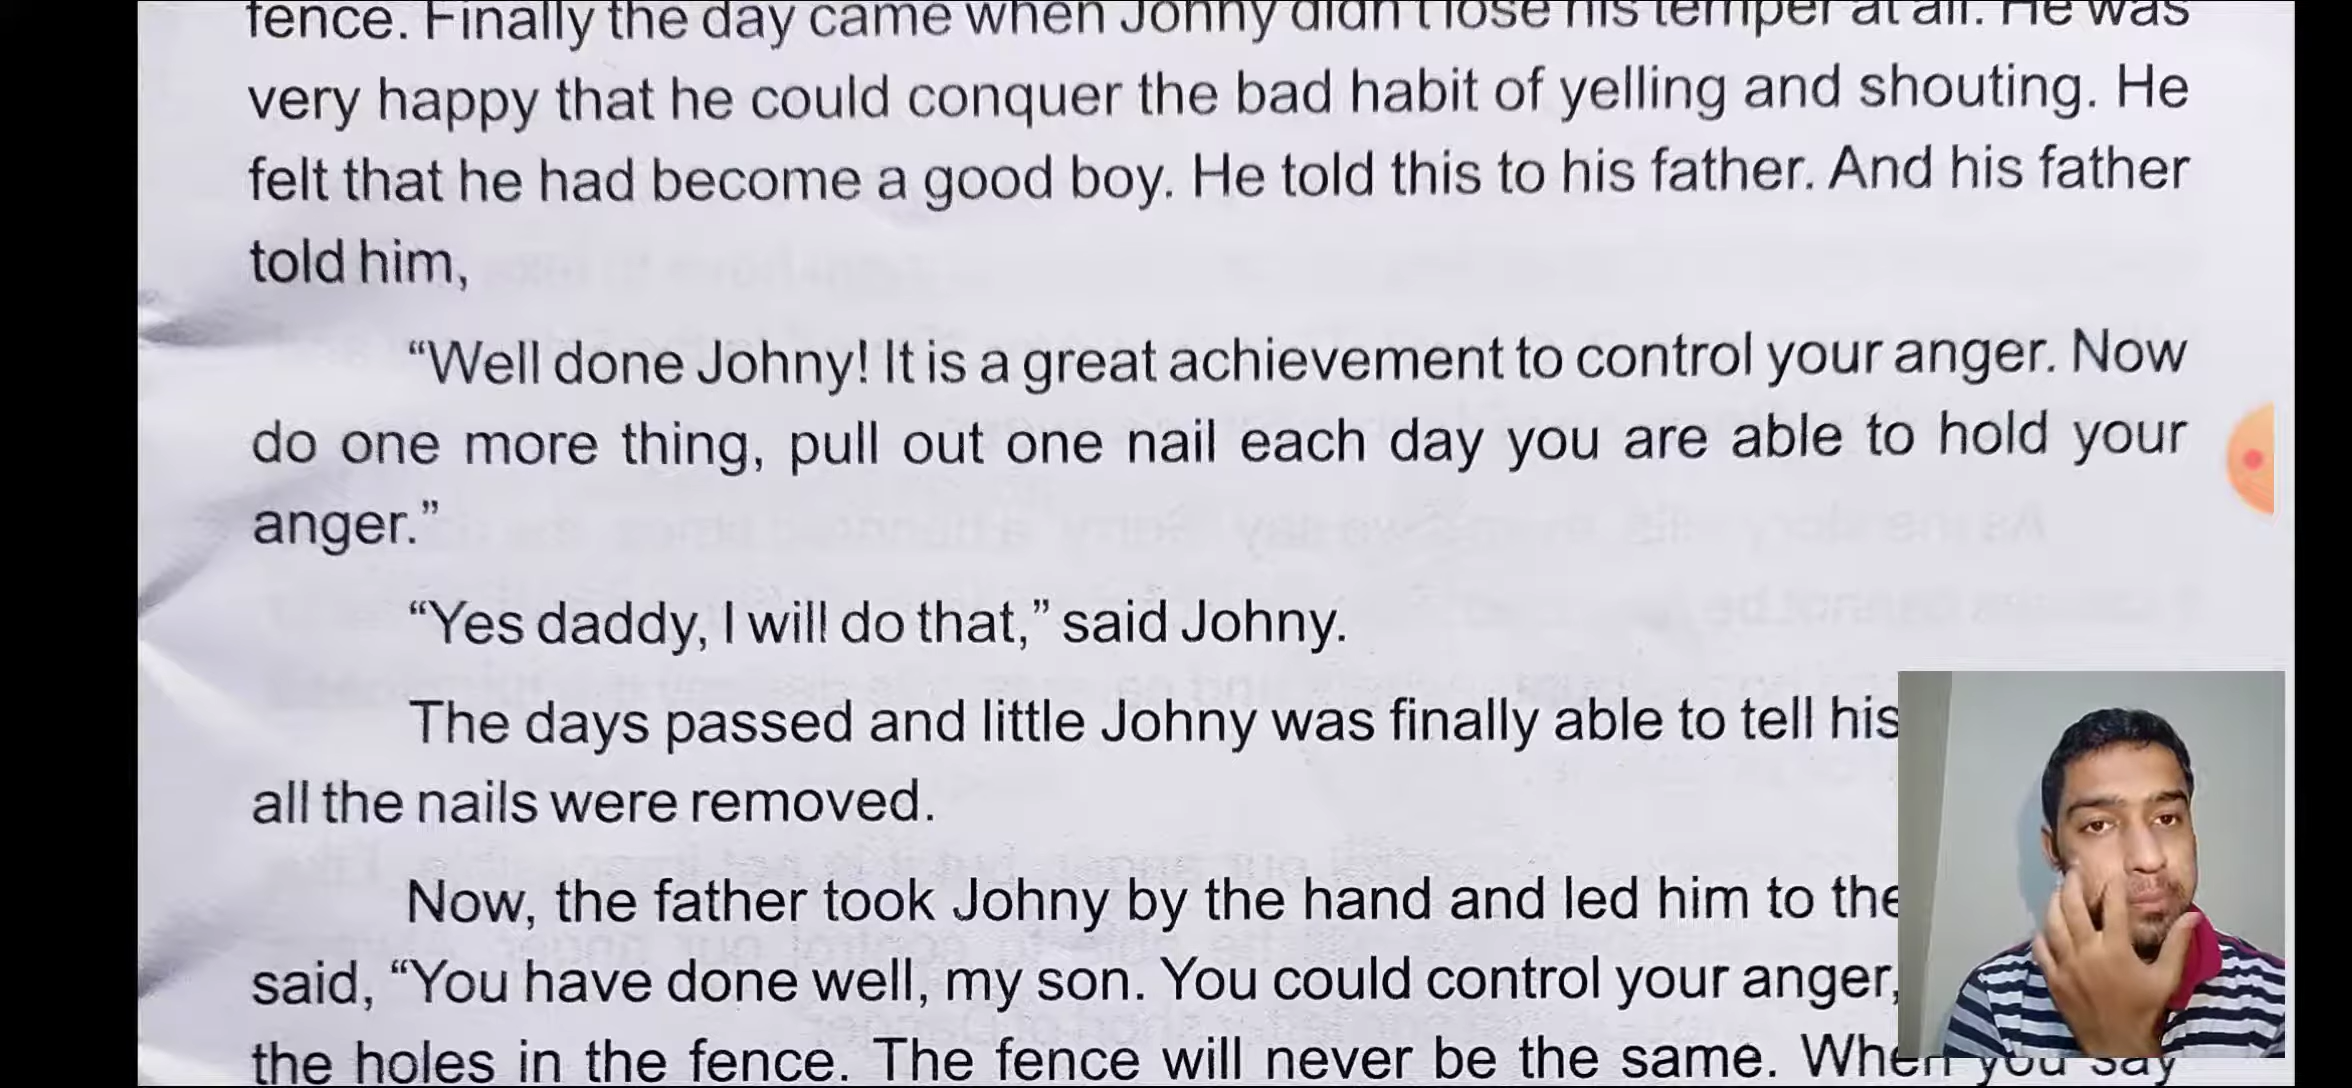 fence. Finally the day came when Johny didn't lose his temper at all. He was
very happy that he could conquer the bad habit of yelling and shouting. He
felt that he had become a good boy. He told this to his father. And his father
told him,
“Well done Johny! It is a great achievement to control your anger. Now
do one more thing, pull out one nail each day you are able to hold your
anger.”
“Yes daddy, I will do that,” said Johny.
The days passed and little Johny was finally able to tell his
all the nails were removed.
Now, the father took Johny by the hand and led him to the
said, “You have done well, my son. You could control your anger,
the holes in the fence. The fence will never be the same. When you say